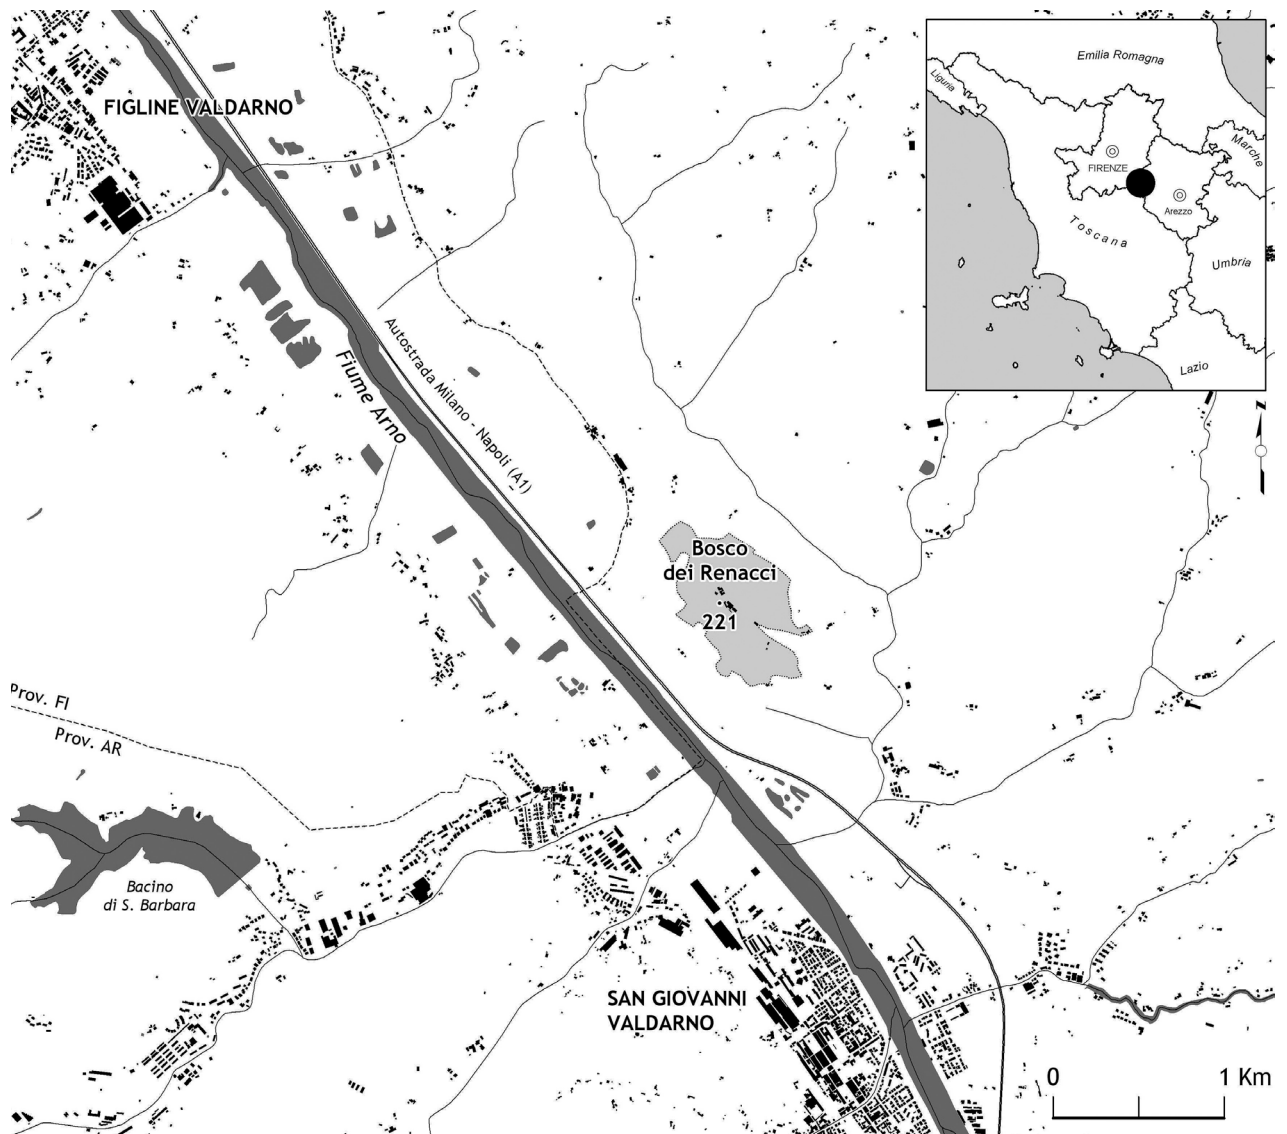 FIGLINE VALDARNO
Emilia Romagna
Liguria
Marche
FIRENZE
Arezzo
Toscana
Umbria
Lazio
N
Autostrada Milano - Napoli (A1)
Fiume Arno
Bosco
dei Renacci
221
Prov. FI
Prov. AR
Bacino
di S. Barbara
SAN GIOVANNI
VALDARNO
0
1 Km